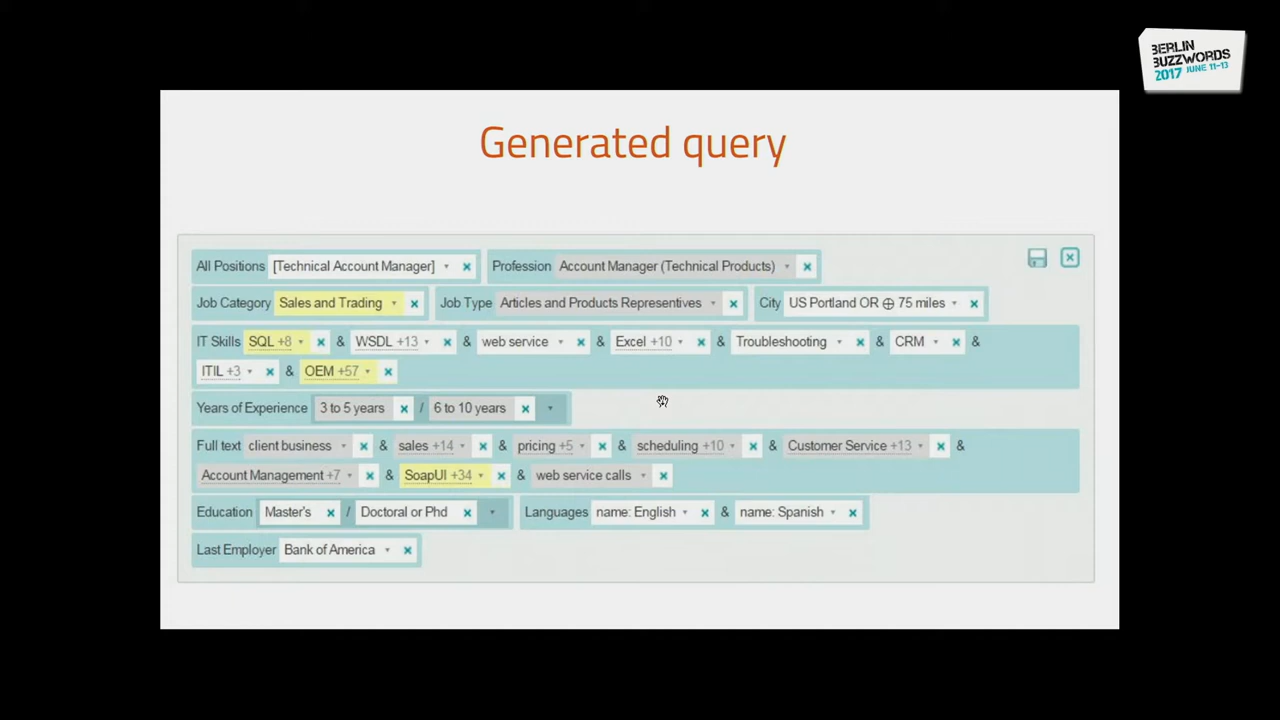 BERLIN
BUZZWORDS
2017 JUNE 11-13
Generated query
All Positions [Technical Account Manager] Profession Account Manager (Technical Products)
Job Category Sales and Trading Job Type Articles and Products Representives City US Portland OR ⊕ 75 miles
IT Skills SQL +8 & WSDL +13 & web service & Excel +10 & Troubleshooting & CRM &
ITIL +3 & OEM +57
Years of Experience 3 to 5 years / 6 to 10 years
Full text client business & sales +14 & pricing +5 & scheduling +10 & Customer Service +13 &
Account Management +7 & SoapUI +34 & web service calls
Education Master's / Doctoral or Phd Languages name: English & name: Spanish
Last Employer Bank of America